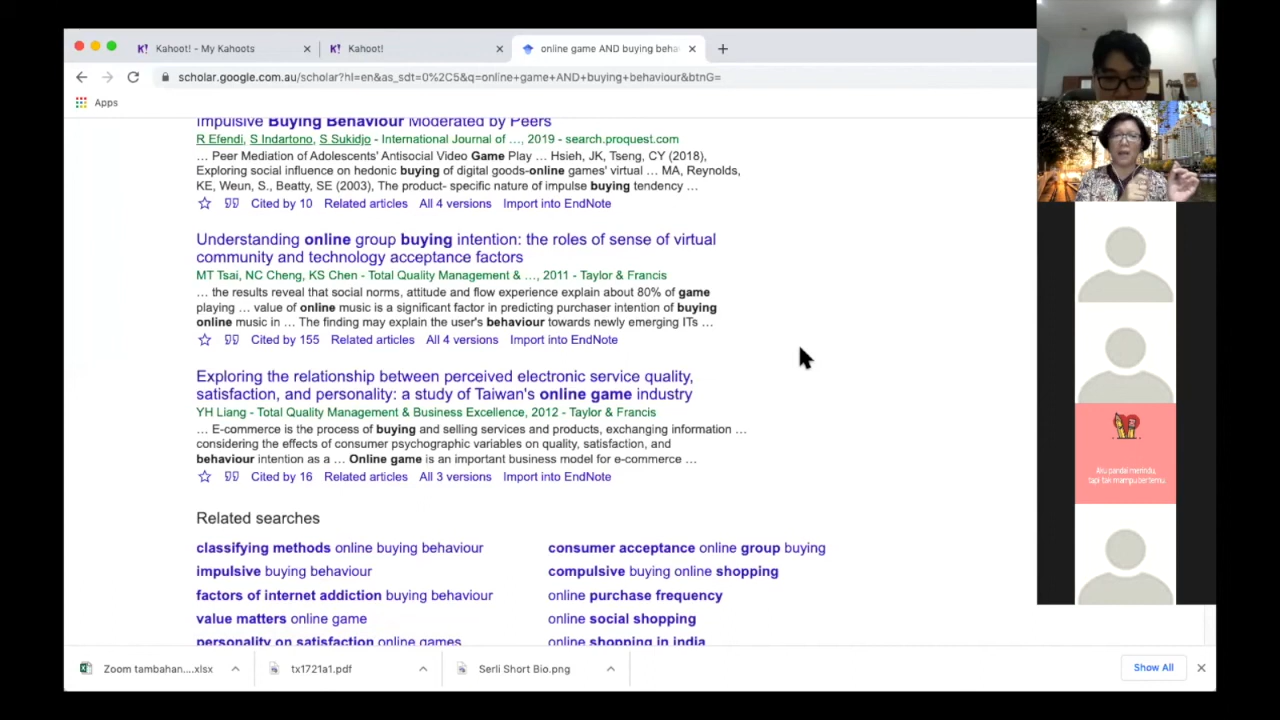 Kahoot! - My Kahoots
Kahoot!
online game AND buying beha
scholar.google.com.au/scholar?hl=en&as_sdt=0%2C5&q=online+game+AND+buying+behaviour&btnG=
Apps
Impulsive Buying Behaviour Moderated by Peers
R Efendi, S Indartono, S Sukidjo - International Journal of …, 2019 - search.proquest.com
… Peer Mediation of Adolescents' Antisocial Video Game Play … Hsieh, JK, Tseng, CY (2018),
Exploring social influence on hedonic buying of digital goods-online games' virtual … MA, Reynolds,
KE, Weun, S., Beatty, SE (2003), The product- specific nature of impulse buying tendency …
Cited by 10 Related articles All 4 versions Import into EndNote
Understanding online group buying intention: the roles of sense of virtual
community and technology acceptance factors
MT Tsai, NC Cheng, KS Chen - Total Quality Management & …, 2011 - Taylor & Francis
… the results reveal that social norms, attitude and flow experience explain about 80% of game
playing … value of online music is a significant factor in predicting purchaser intention of buying
online music in … The finding may explain the user's behaviour towards newly emerging ITs …
Cited by 155 Related articles All 4 versions Import into EndNote
Exploring the relationship between perceived electronic service quality,
satisfaction, and personality: a study of Taiwan's online game industry
YH Liang - Total Quality Management & Business Excellence, 2012 - Taylor & Francis
… E-commerce is the process of buying and selling services and products, exchanging information …
considering the effects of consumer psychographic variables on quality, satisfaction, and
behaviour intention as a … Online game is an important business model for e-commerce …
Cited by 16 Related articles All 3 versions Import into EndNote
Related searches
classifying methods online buying behaviour
consumer acceptance online group buying
impulsive buying behaviour
compulsive buying online shopping
factors of internet addiction buying behaviour
online purchase frequency
value matters online game
online social shopping
personality on satisfaction online games
online shopping in india
Aku pandai merindu,
tapi tak mampu bertemu.
Zoom tambahan....xlsx
tx1721a1.pdf
Serli Short Bio.png
Show All